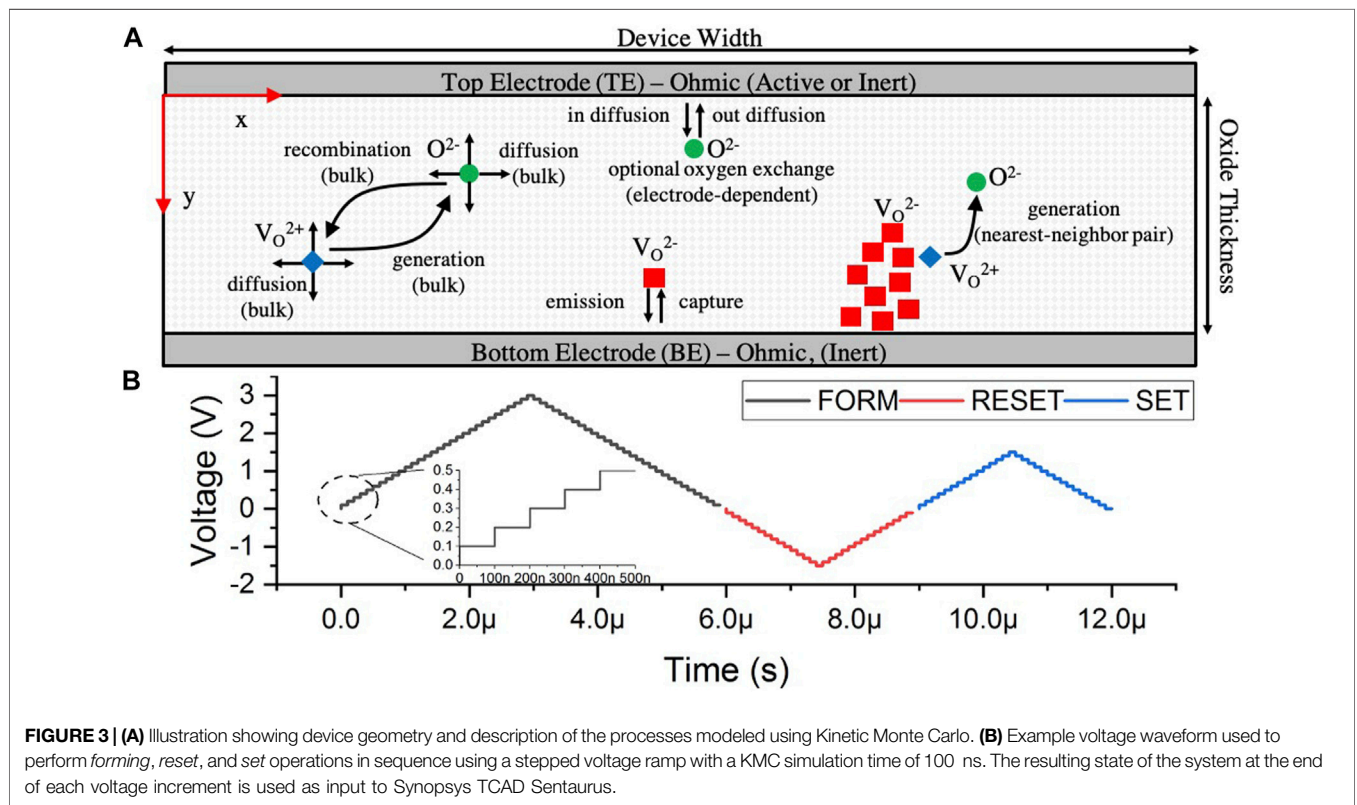 A
Device Width
Top Electrode (TE) – Ohmic (Active or Inert)
x
y
Oxide Thickness
recombination
(bulk)
O²⁻
diffusion
(bulk)
V_O²⁺
diffusion
(bulk)
generation
(bulk)
in diffusion
out diffusion
O²⁻
optional oxygen exchange
(electrode-dependent)
V_O²⁻
emission
capture
V_O²⁻
O²⁻
generation
(nearest-neighbor pair)
V_O²⁺
Bottom Electrode (BE) – Ohmic, (Inert)
B
Voltage (V)
3
2
1
0
-1
-2
FORM
RESET
SET
0.5
0.4
0.3
0.2
0.1
0.0
0 100n 200n 300n 400n 500n
0.0 2.0µ 4.0µ 6.0µ 8.0µ 10.0µ 12.0µ
Time (s)
FIGURE 3 | (A) Illustration showing device geometry and description of the processes modeled using Kinetic Monte Carlo. (B) Example voltage waveform used to
perform forming, reset, and set operations in sequence using a stepped voltage ramp with a KMC simulation time of 100 ns. The resulting state of the system at the end
of each voltage increment is used as input to Synopsys TCAD Sentaurus.